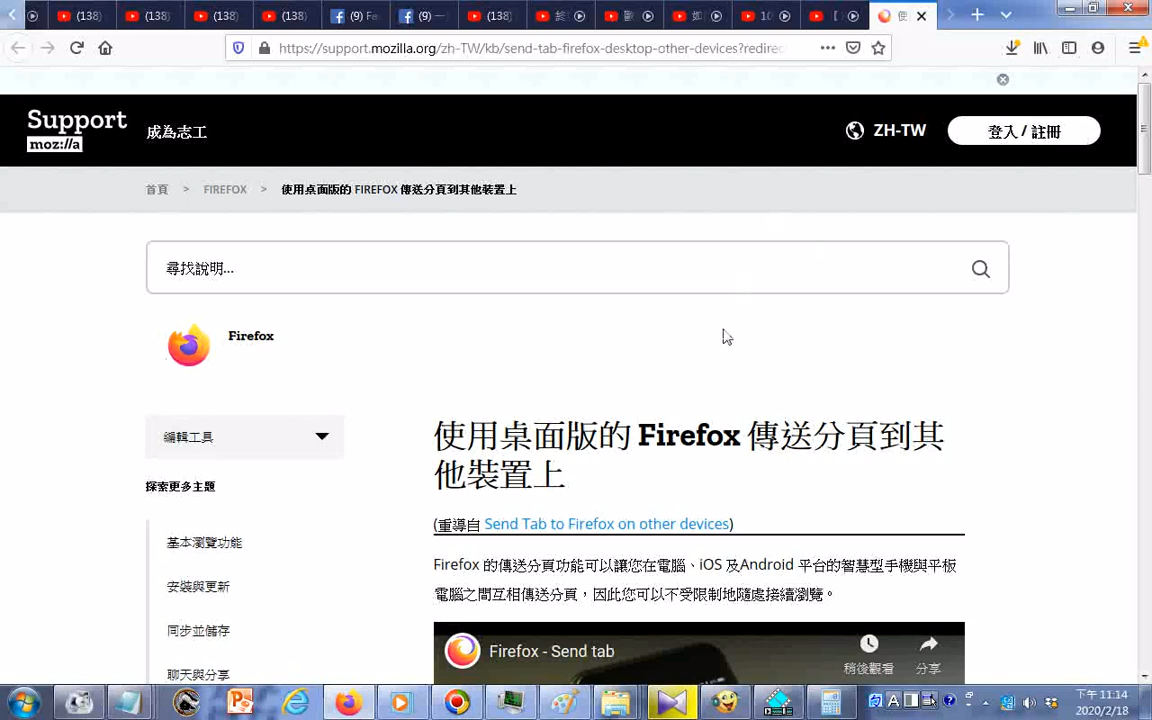 (138)
(138)
(138)
(138)
(9) Fa
(9)
(138)
10
https://support.mozilla.org/zh-TW/kb/send-tab-firefox-desktop-other-devices?redirec
Support
moz://a
成為志工
ZH-TW
登入 / 註冊
首頁 > FIREFOX > 使用桌面版的 FIREFOX 傳送分頁到其他裝置上
尋找說明...
Firefox
編輯工具
探索更多主題
基本瀏覽功能
安裝與更新
同步並儲存
聊天與分享
使用桌面版的 Firefox 傳送分頁到其
他裝置上
(重導自 Send Tab to Firefox on other devices)
Firefox 的傳送分頁功能可以讓您在電腦、iOS 及Android 平台的智慧型手機與平板
電腦之間互相傳送分頁，因此您可以不受限制地隨處接續瀏覽。
Firefox - Send tab
稍後觀看
分享
下午 11:14
2020/2/18